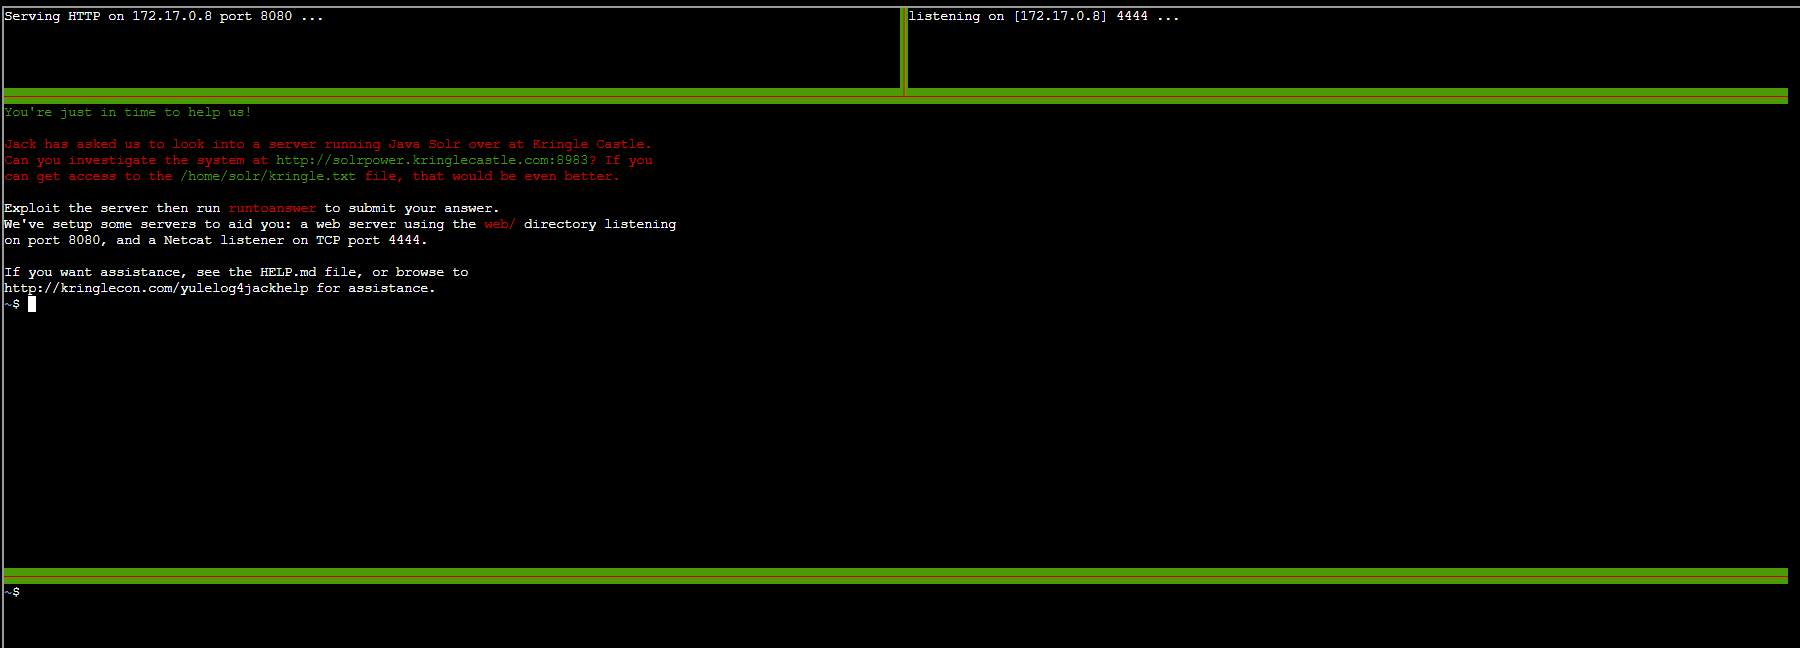 Serving HTTP on 172.17.0.8 port 8080 ...
listening on [172.17.0.8] 4444 ...
You're just in time to help us!
Jack has asked us to look into a server running Java Solr over at Kringle Castle.
Can you investigate the system at http://solrpower.kringlecastle.com:8983? If you
can get access to the /home/solr/kringle.txt file, that would be even better.
Exploit the server then run runtoanswer to submit your answer.
We've setup some servers to aid you: a web server using the web/ directory listening
on port 8080, and a Netcat listener on TCP port 4444.
If you want assistance, see the HELP.md file, or browse to
http://kringlecon.com/yulelog4jackhelp for assistance.
~$
~$